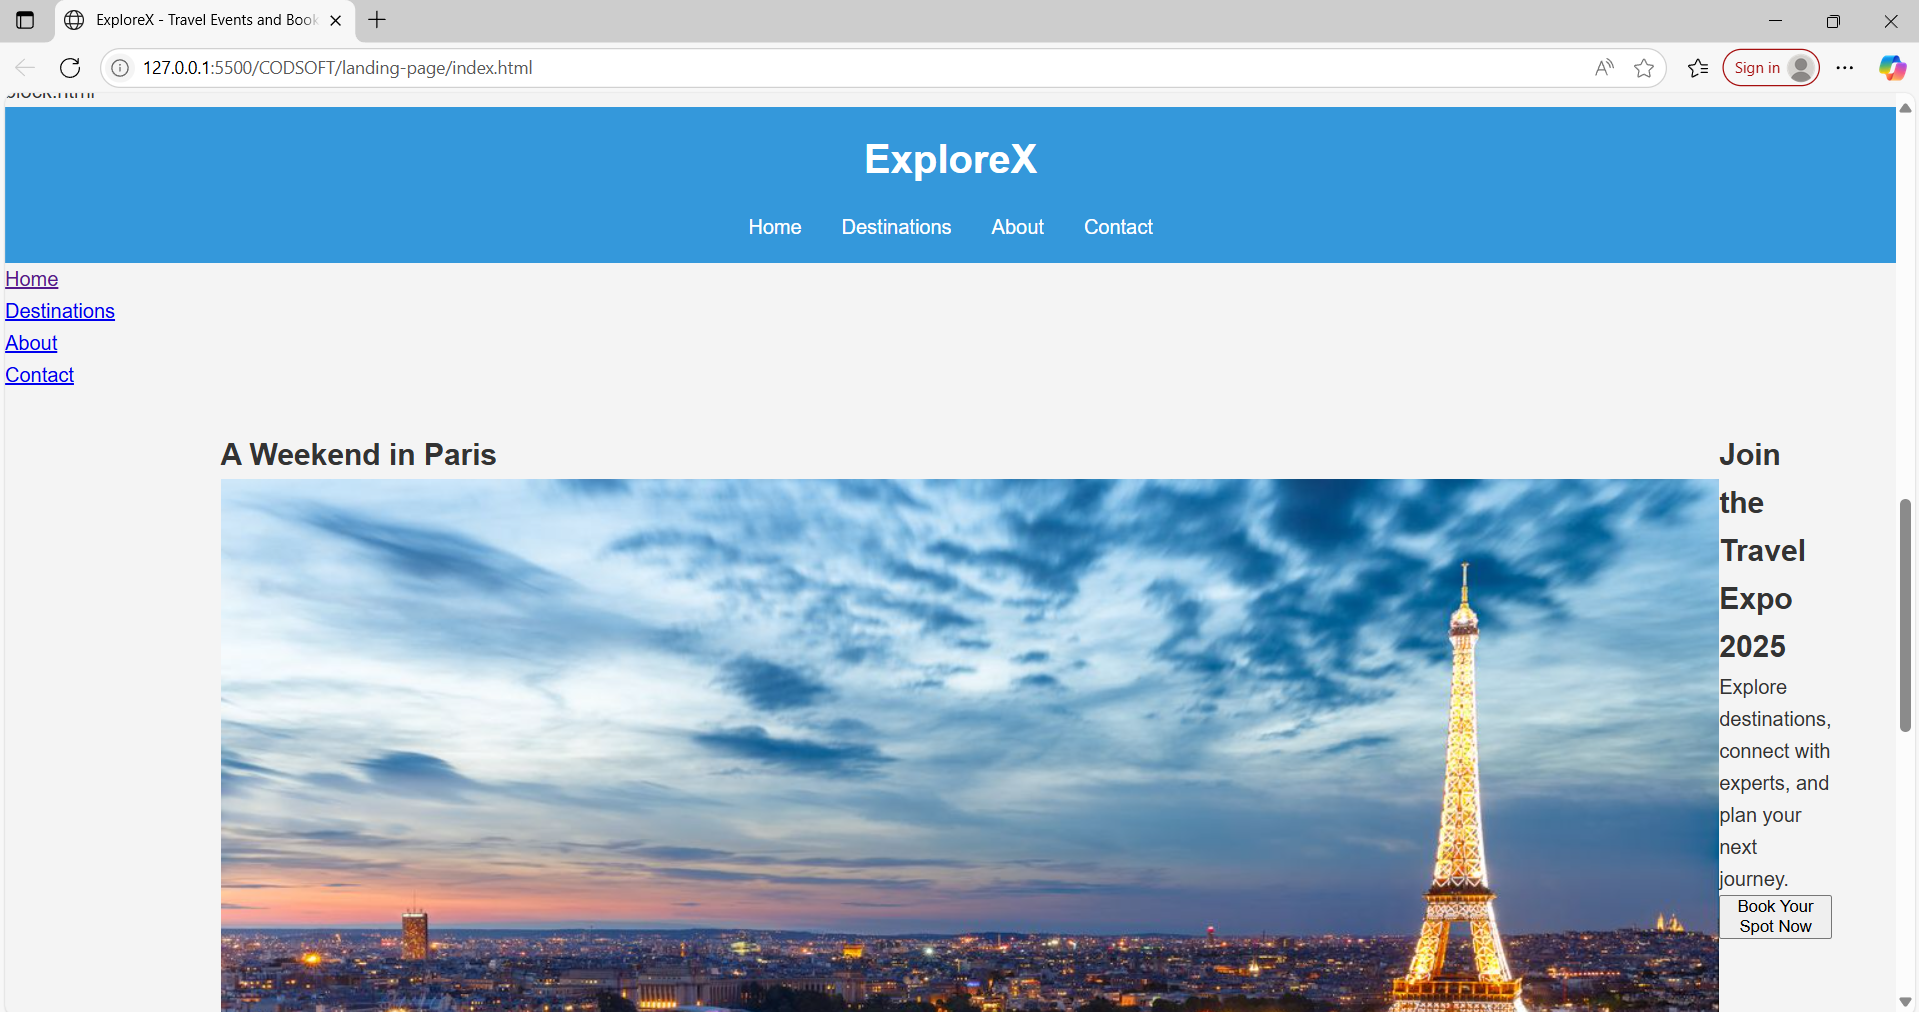 ExploreX - Travel Events and Book
127.0.0.1:5500/CODSOFT/landing-page/index.html
Sign in
ExploreX
Home Destinations About Contact
Home
Destinations
About
Contact
A Weekend in Paris
Join
the
Travel
Expo
2025
Explore
destinations,
connect with
experts, and
plan your
next
journey.
Book Your
Spot Now